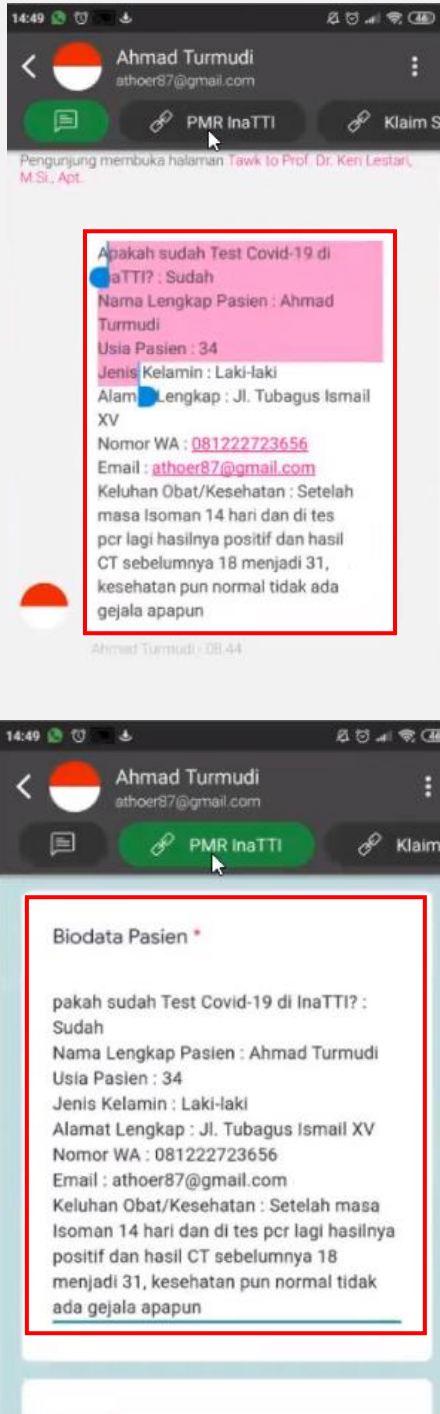 14:49
46
Ahmad Turmudi
athoer87@gmail.com
PMR InaTTI
Klaim S
Pengunjung membuka halaman Tawk to Prof. Dr. Keri Lestari,
M.Si., Apt.
Apakah sudah Test Covid-19 di
aTTI? : Sudah
Nama Lengkap Pasien : Ahmad
Turmudi
Usia Pasien : 34
Jenis Kelamin : Laki-laki
Alam Lengkap : Jl. Tubagus Ismail
XV
Nomor WA : 081222723656
Email : athoer87@gmail.com
Keluhan Obat/Kesehatan : Setelah
masa Isoman 14 hari dan di tes
pcr lagi hasilnya positif dan hasil
CT sebelumnya 18 menjadi 31,
kesehatan pun normal tidak ada
gejala apapun
Ahmad Turmudi - 08.44
14:49
Ahmad Turmudi
athoer87@gmail.com
PMR InaTTI
Klaim
Biodata Pasien *
pakah sudah Test Covid-19 di InaTTI? :
Sudah
Nama Lengkap Pasien : Ahmad Turmudi
Usia Pasien : 34
Jenis Kelamin : Laki-laki
Alamat Lengkap : Jl. Tubagus Ismail XV
Nomor WA : 081222723656
Email : athoer87@gmail.com
Keluhan Obat/Kesehatan : Setelah masa
Isoman 14 hari dan di tes pcr lagi hasilnya
positif dan hasil CT sebelumnya 18
menjadi 31, kesehatan pun normal tidak
ada gejala apapun